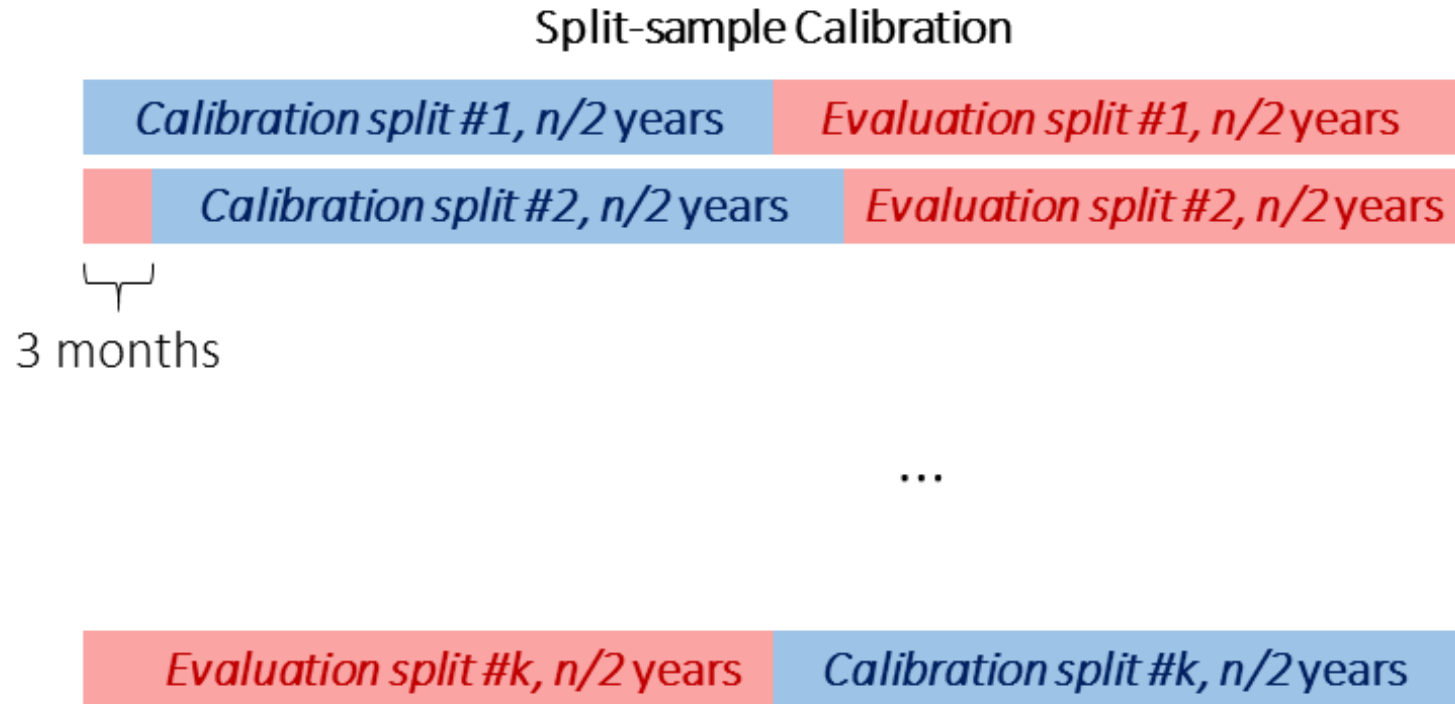 Split-sample Calibration
Calibration split #1, n/2 years Evaluation split #1, n/2 years
Calibration split #2, n/2 years Evaluation split #2, n/2 years
3 months
...
Evaluation split #k, n/2 years Calibration split #k, n/2 years